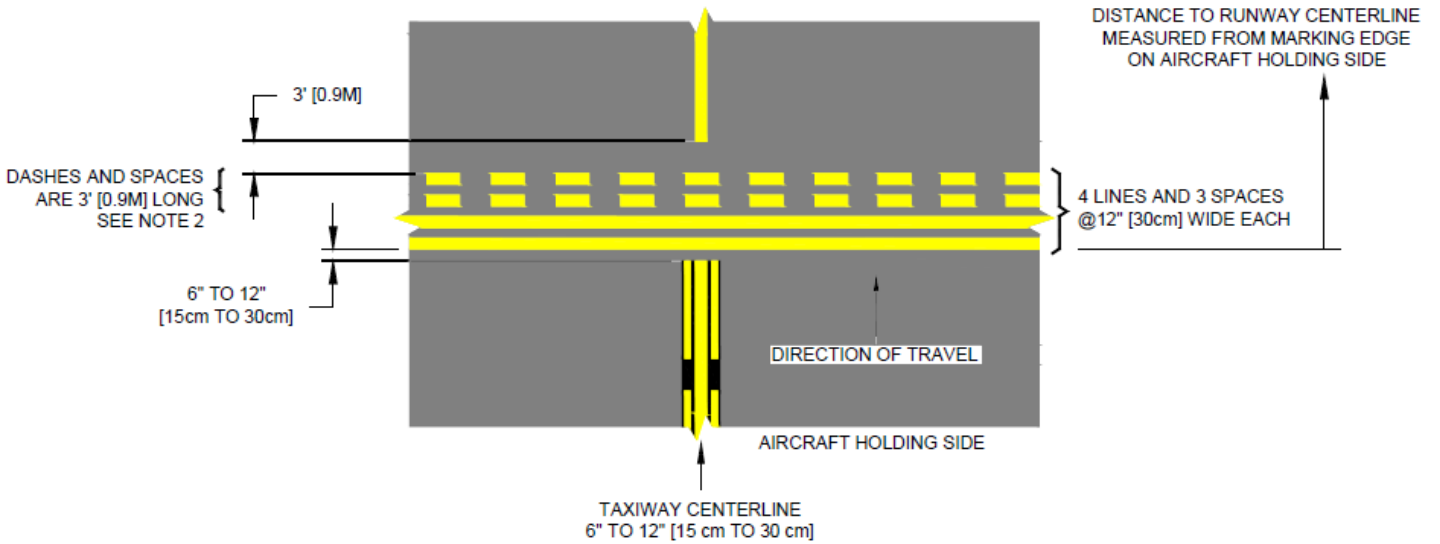 DISTANCE TO RUNWAY CENTERLINE
MEASURED FROM MARKING EDGE
ON AIRCRAFT HOLDING SIDE
3' [0.9M]
DASHES AND SPACES
ARE 3' [0.9M] LONG
SEE NOTE 2
4 LINES AND 3 SPACES
@12" [30cm] WIDE EACH
6" TO 12"
[15cm TO 30cm]
DIRECTION OF TRAVEL
AIRCRAFT HOLDING SIDE
TAXIWAY CENTERLINE
6" TO 12" [15 cm TO 30 cm]